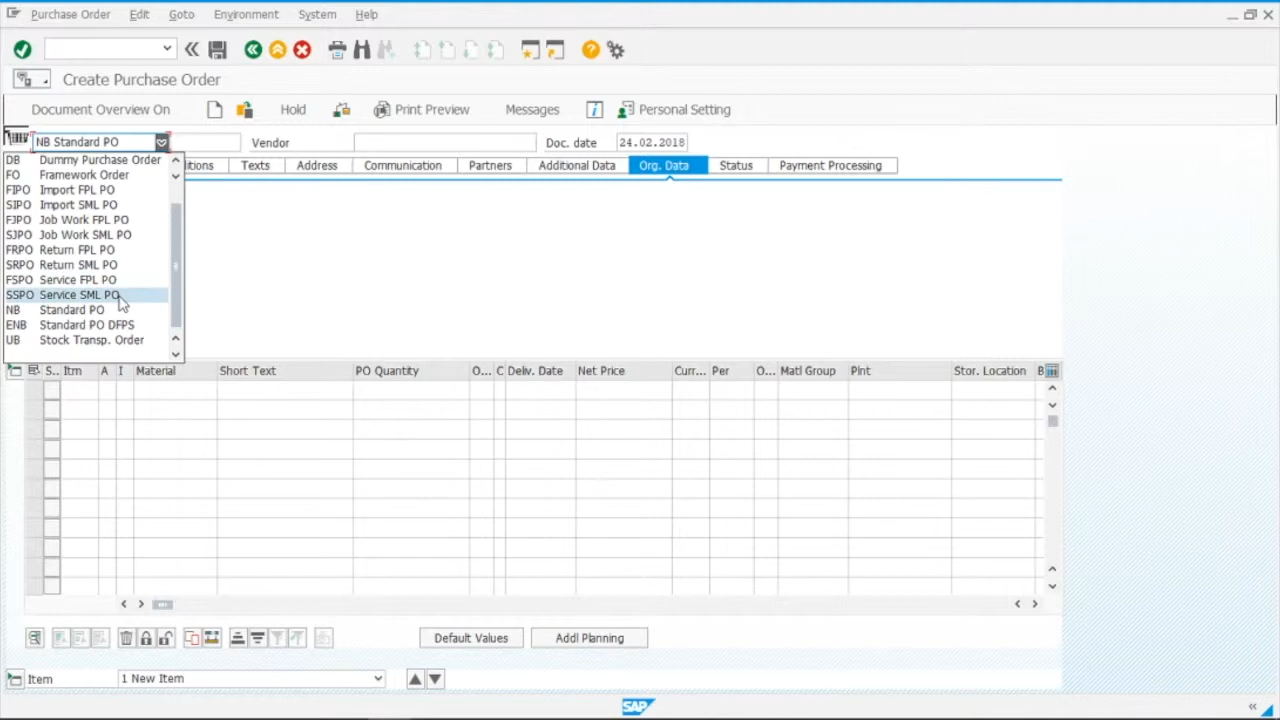 Purchase Order Edit Goto Environment System Help
Create Purchase Order
Document Overview On Hold Print Preview Messages Personal Setting
NB Standard PO Vendor Doc. date 24.02.2018
DB Dummy Purchase Order
FO Framework Order
FIPO Import FPL PO
SIPO Import SML PO
FJPO Job Work FPL PO
SJPO Job Work SML PO
FRPO Return FPL PO
SRPO Return SML PO
FSPO Service FPL PO
SSPO Service SML PO
NB Standard PO
ENB Standard PO DFPS
UB Stock Transp. Order
itions Texts Address Communication Partners Additional Data Org. Data Status Payment Processing
S.. Itm A I Material Short Text PO Quantity O... C Deliv. Date Net Price Curr... Per O... Matl Group Plnt Stor. Location B
Default Values Addl Planning
Item 1 New Item
SAP